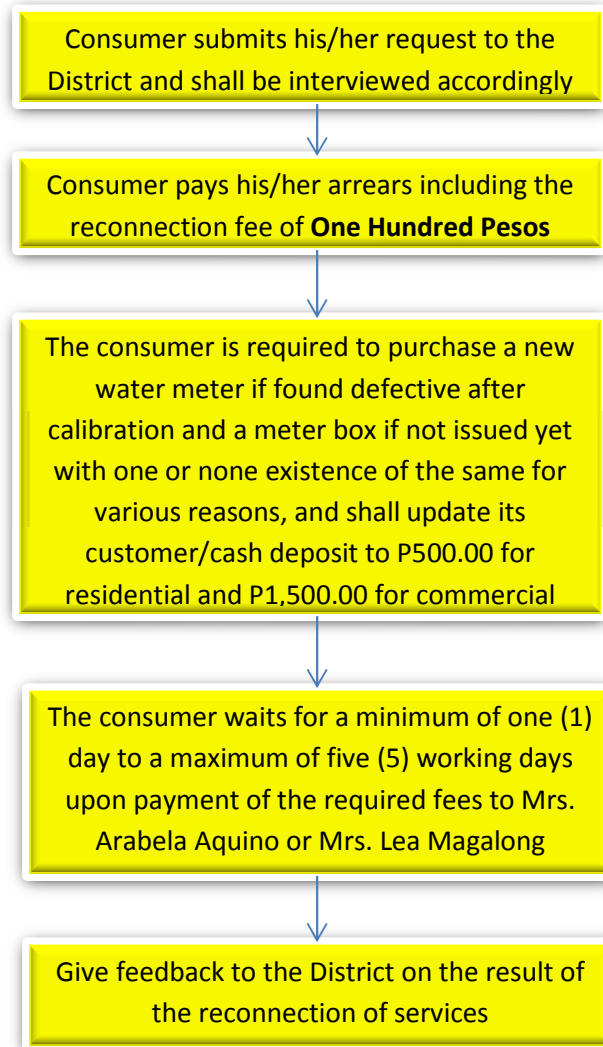 Consumer submits his/her request to the
District and shall be interviewed accordingly
Consumer pays his/her arrears including the
reconnection fee of One Hundred Pesos
The consumer is required to purchase a new
water meter if found defective after
calibration and a meter box if not issued yet
with one or none existence of the same for
various reasons, and shall update its
customer/cash deposit to P500.00 for
residential and P1,500.00 for commercial
The consumer waits for a minimum of one (1)
day to a maximum of five (5) working days
upon payment of the required fees to Mrs.
Arabela Aquino or Mrs. Lea Magalong
Give feedback to the District on the result of
the reconnection of services